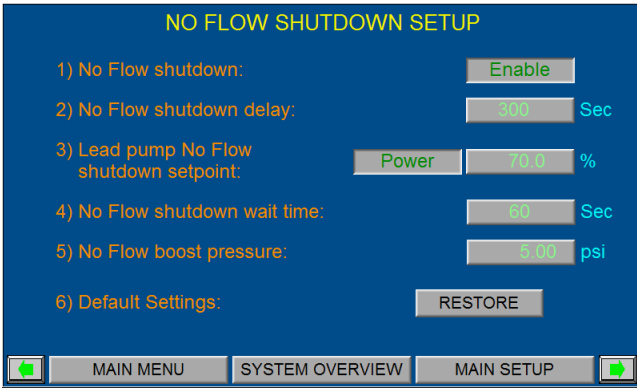 NO FLOW SHUTDOWN SETUP
1) No Flow shutdown: Enable
2) No Flow shutdown delay: 300 Sec
3) Lead pump No Flow
shutdown setpoint: Power 70.0 %
4) No Flow shutdown wait time: 60 Sec
5) No Flow boost pressure: 5.00 psi
6) Default Settings: RESTORE
MAIN MENU SYSTEM OVERVIEW MAIN SETUP